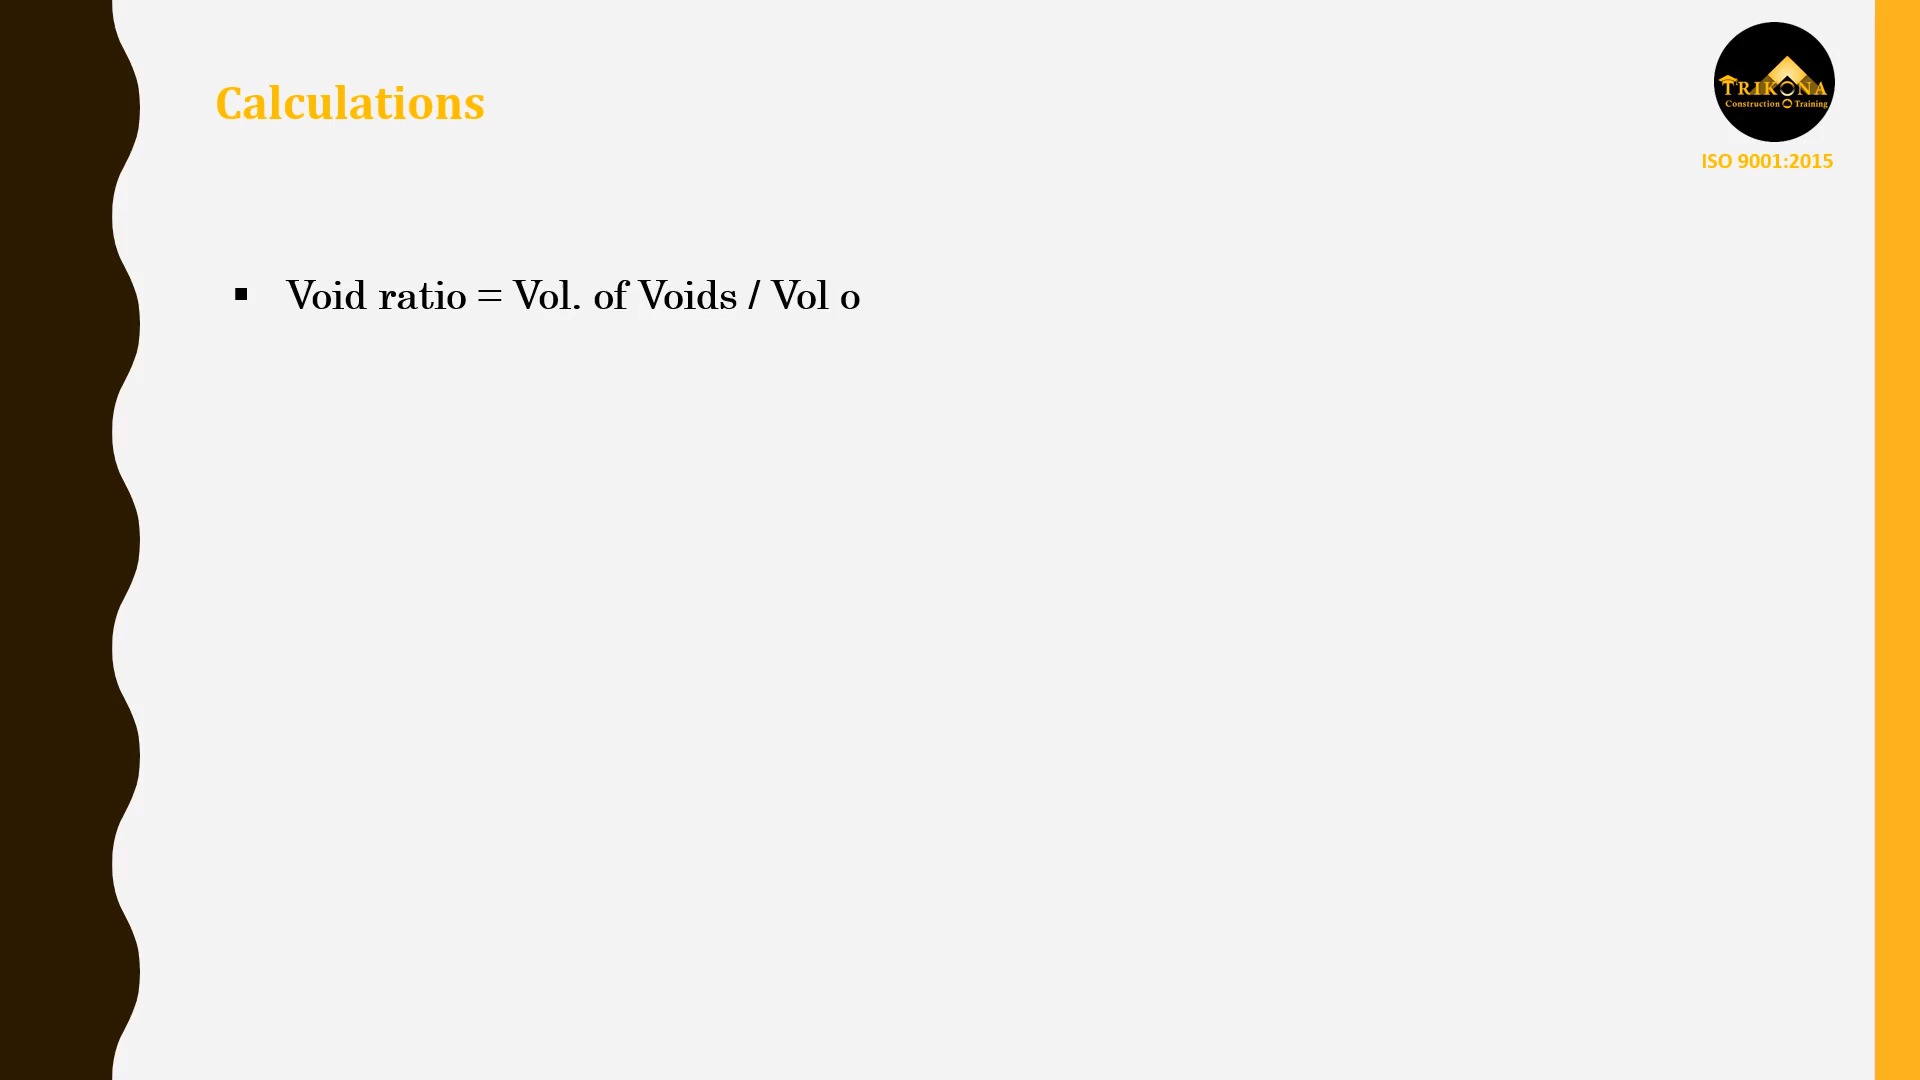 Calculations
TRIKONA
Construction Training
ISO 9001:2015
Void ratio = Vol. of Voids / Vol o